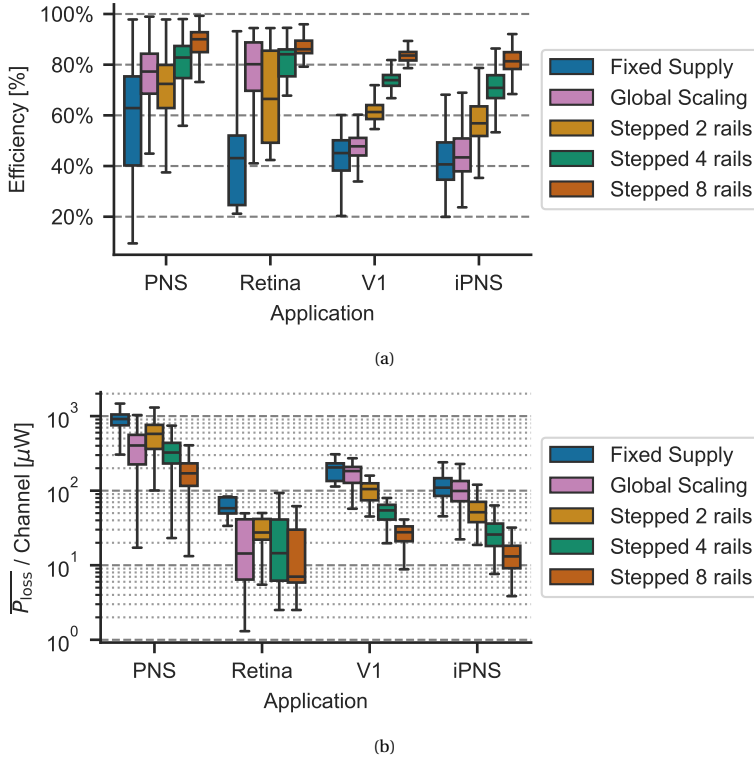 100%
80%
60%
40%
20%
Efficiency [%]
PNS
Retina
V1
iPNS
Application
Fixed Supply
Global Scaling
Stepped 2 rails
Stepped 4 rails
Stepped 8 rails
(a)
10³
10²
10¹
10⁰
P̅loss / Channel [μW]
PNS
Retina
V1
iPNS
Application
Fixed Supply
Global Scaling
Stepped 2 rails
Stepped 4 rails
Stepped 8 rails
(b)